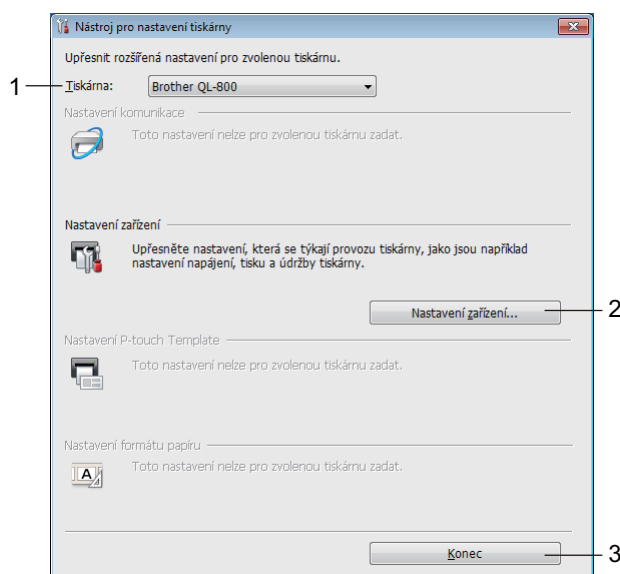 Nástroj pro nastavení tiskárny
Upřesnit rozšířená nastavení pro zvolenou tiskárnu.
1
Tiskárna:
Brother QL-800
Nastavení komunikace
Toto nastavení nelze pro zvolenou tiskárnu zadat.
Nastavení zařízení
Upřesněte nastavení, která se týkají provozu tiskárny, jako jsou například
nastavení napájení, tisku a údržby tiskárny.
Nastavení zařízení...
2
Nastavení P-touch Template
Toto nastavení nelze pro zvolenou tiskárnu zadat.
Nastavení formátu papíru
A
Toto nastavení nelze pro zvolenou tiskárnu zadat.
Konec
3